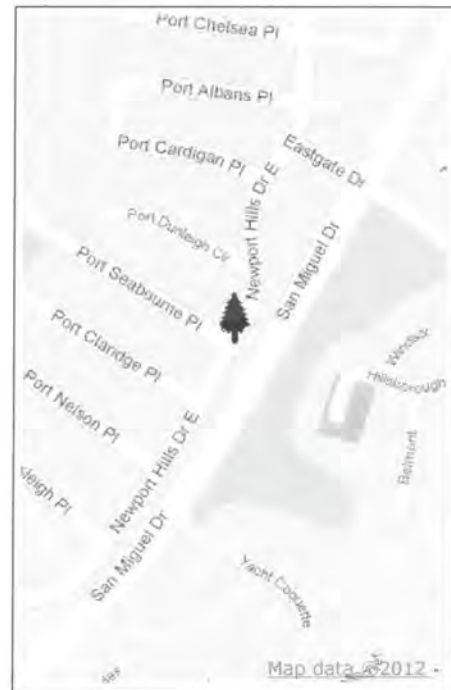 Port Chelsea Pl
Port Albans Pl
Eastgate Dr
Port Cardigan Pl
Newport Hills Dr E
San Miguel Dr
Port Dunleigh Cir
Port Seabourne Pl
Port Claridge Pl
Windsor
Hillsborough
Port Nelson Pl
Belmont
Newport Hills Dr E
sleigh Pl
San Miguel Dr
Yacht Coquette
Map data ©2012